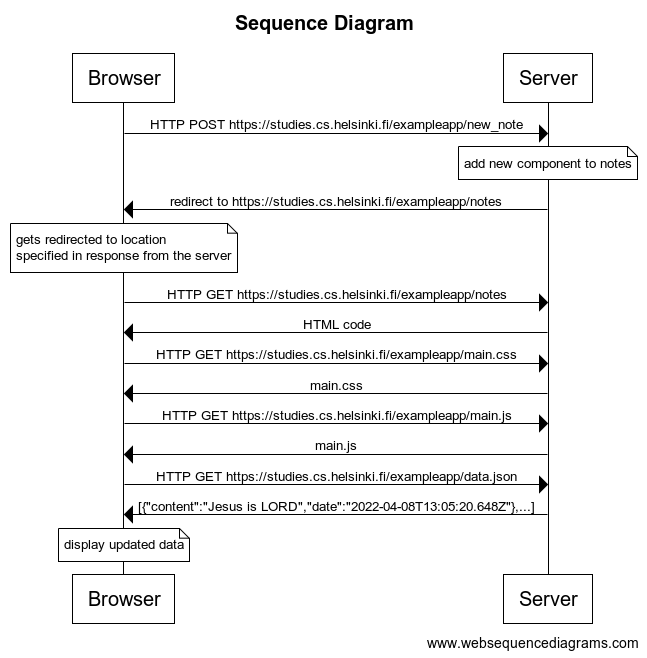 Sequence Diagram
Browser
Server
HTTP POST https://studies.cs.helsinki.fi/exampleapp/new_note
add new component to notes
redirect to https://studies.cs.helsinki.fi/exampleapp/notes
gets redirected to location
specified in response from the server
HTTP GET https://studies.cs.helsinki.fi/exampleapp/notes
HTML code
HTTP GET https://studies.cs.helsinki.fi/exampleapp/main.css
main.css
HTTP GET https://studies.cs.helsinki.fi/exampleapp/main.js
main.js
HTTP GET https://studies.cs.helsinki.fi/exampleapp/data.json
[{"content":"Jesus is LORD","date":"2022-04-08T13:05:20.648Z"},...]
display updated data
Browser
Server
www.websequencediagrams.com